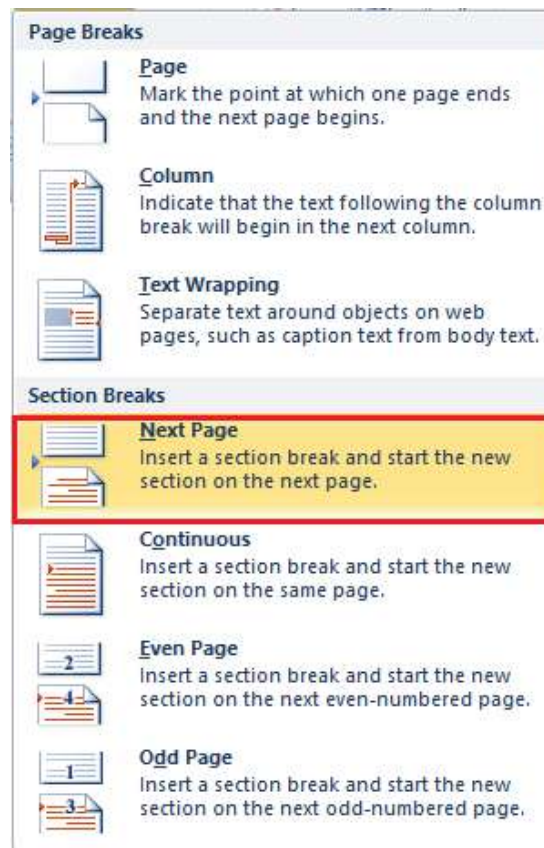 Page Breaks
Page
Mark the point at which one page ends
and the next page begins.
Column
Indicate that the text following the column
break will begin in the next column.
Text Wrapping
Separate text around objects on web
pages, such as caption text from body text.
Section Breaks
Next Page
Insert a section break and start the new
section on the next page.
Continuous
Insert a section break and start the new
section on the same page.
2
4
Even Page
Insert a section break and start the new
section on the next even-numbered page.
1
3
Odd Page
Insert a section break and start the new
section on the next odd-numbered page.